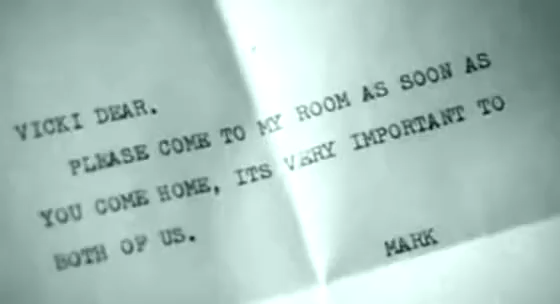 VICKI DEAR.
PLEASE COME TO MY ROOM AS SOON AS
YOU COME HOME, ITS VERY IMPORTANT TO
BOTH OF US.
MARK